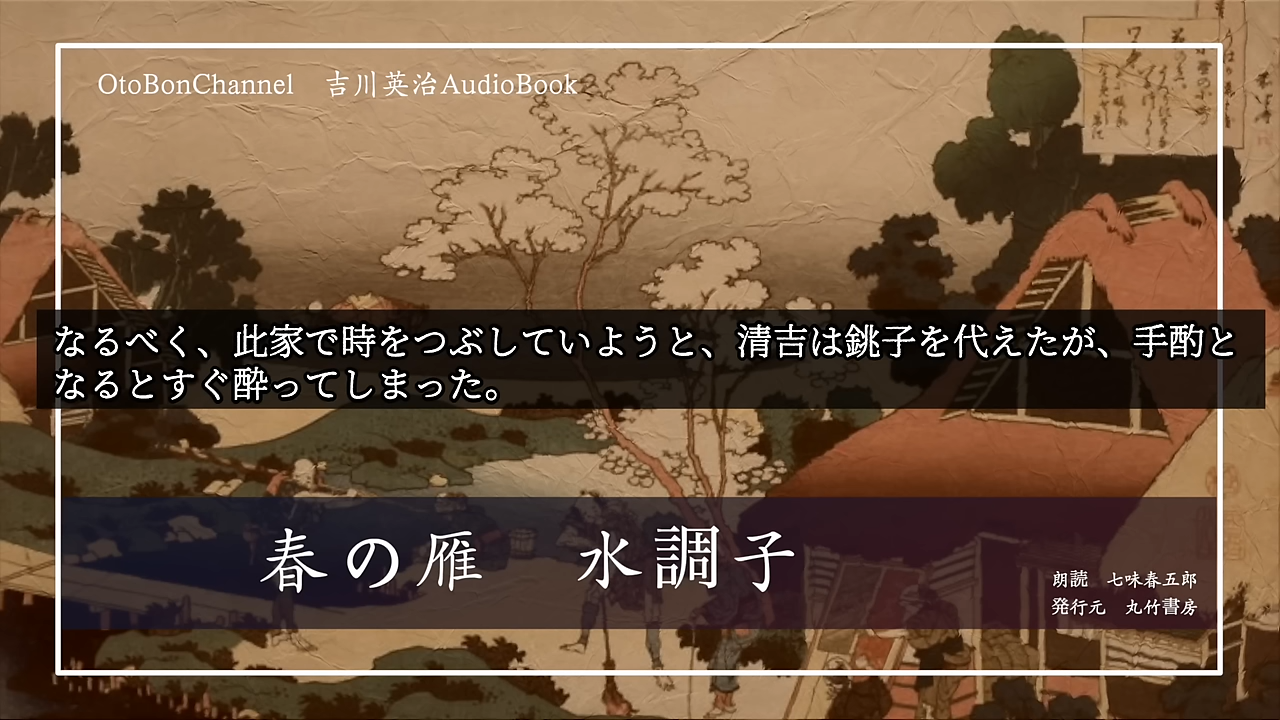 OtoBonChannel　吉川英治AudioBook
なるべく、此家で時をつぶしていようと、清吉は銚子を代えたが、手酌と
なるとすぐ酔ってしまった。
春の雁　水調子
朗読　七味春五郎
発行元　丸竹書房